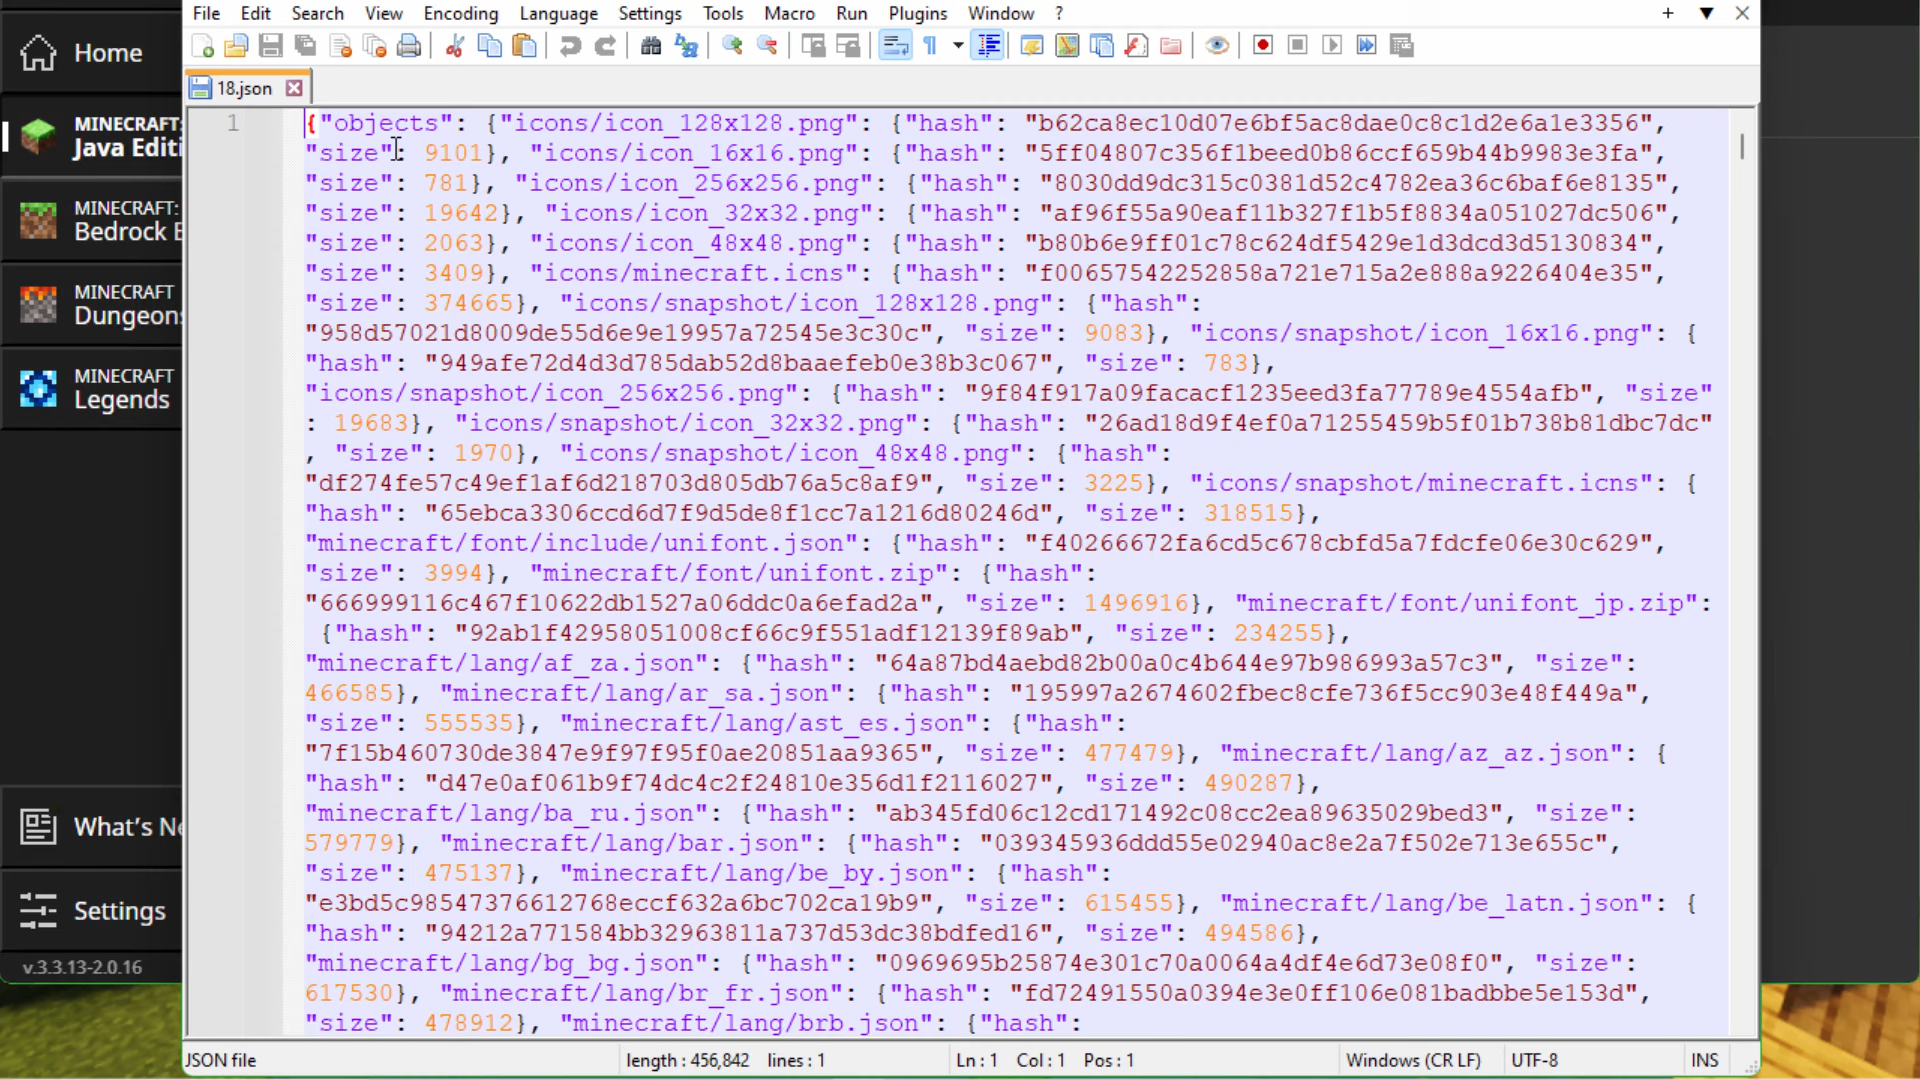 File Edit Search View Encoding Language Settings Tools Macro Run Plugins Window ?
Home
MINECRAFT:
Java Editi
MINECRAFT:
Bedrock E
MINECRAFT
Dungeons
MINECRAFT
Legends
What's Ne
Settings
v.3.3.13-2.0.16
18.json
1
{"objects": {"icons/icon_128x128.png": {"hash": "b62ca8ec10d07e6bf5ac8dae0c8c1d2e6a1e3356",
"size": 9101}, "icons/icon_16x16.png": {"hash": "5ff04807c356f1beed0b86ccf659b44b9983e3fa",
"size": 781}, "icons/icon_256x256.png": {"hash": "8030dd9dc315c0381d52c4782ea36c6baf6e8135",
"size": 19642}, "icons/icon_32x32.png": {"hash": "af96f55a90eaf11b327f1b5f8834a051027dc506",
"size": 2063}, "icons/icon_48x48.png": {"hash": "b80b6e9ff01c78c624df5429e1d3dcd3d5130834",
"size": 3409}, "icons/minecraft.icns": {"hash": "f00657542252858a721e715a2e888a9226404e35",
"size": 374665}, "icons/snapshot/icon_128x128.png": {"hash":
"958d57021d8009de55d6e9e19957a72545e3c30c", "size": 9083}, "icons/snapshot/icon_16x16.png": {
"hash": "949afe72d4d3d785dab52d8baaefeb0e38b3c067", "size": 783},
"icons/snapshot/icon_256x256.png": {"hash": "9f84f917a09facacf1235eed3fa77789e4554afb", "size"
: 19683}, "icons/snapshot/icon_32x32.png": {"hash": "26ad18d9f4ef0a71255459b5f01b738b81dbc7dc"
, "size": 1970}, "icons/snapshot/icon_48x48.png": {"hash":
"df274fe57c49ef1af6d218703d805db76a5c8af9", "size": 3225}, "icons/snapshot/minecraft.icns": {
"hash": "65ebca3306ccd6d7f9d5de8f1cc7a1216d80246d", "size": 318515},
"minecraft/font/include/unifont.json": {"hash": "f40266672fa6cd5c678cbfd5a7fdcfe06e30c629",
"size": 3994}, "minecraft/font/unifont.zip": {"hash":
"666999116c467f10622db1527a06ddc0a6efad2a", "size": 1496916}, "minecraft/font/unifont_jp.zip":
{"hash": "92ab1f42958051008cf66c9f551adf12139f89ab", "size": 234255},
"minecraft/lang/af_za.json": {"hash": "64a87bd4aebd82b00a0c4b644e97b986993a57c3", "size":
466585}, "minecraft/lang/ar_sa.json": {"hash": "195997a2674602fbec8cfe736f5cc903e48f449a",
"size": 555535}, "minecraft/lang/ast_es.json": {"hash":
"7f15b460730de3847e9f97f95f0ae20851aa9365", "size": 477479}, "minecraft/lang/az_az.json": {
"hash": "d47e0af061b9f74dc4c2f24810e356d1f2116027", "size": 490287},
"minecraft/lang/ba_ru.json": {"hash": "ab345fd06c12cd171492c08cc2ea89635029bed3", "size":
579779}, "minecraft/lang/bar.json": {"hash": "039345936ddd55e02940ac8e2a7f502e713e655c",
"size": 475137}, "minecraft/lang/be_by.json": {"hash":
"e3bd5c98547376612768eccf632a6bc702ca19b9", "size": 615455}, "minecraft/lang/be_latn.json": {
"hash": "94212a771584bb32963811a737d53dc38bdfed16", "size": 494586},
"minecraft/lang/bg_bg.json": {"hash": "0969695b25874e301c70a0064a4df4e6d73e08f0", "size":
617530}, "minecraft/lang/br_fr.json": {"hash": "fd72491550a0394e3e0ff106e081badbbe5e153d",
"size": 478912}, "minecraft/lang/brb.json": {"hash":
JSON file length : 456,842 lines : 1 Ln : 1 Col : 1 Pos : 1 Windows (CR LF) UTF-8 INS